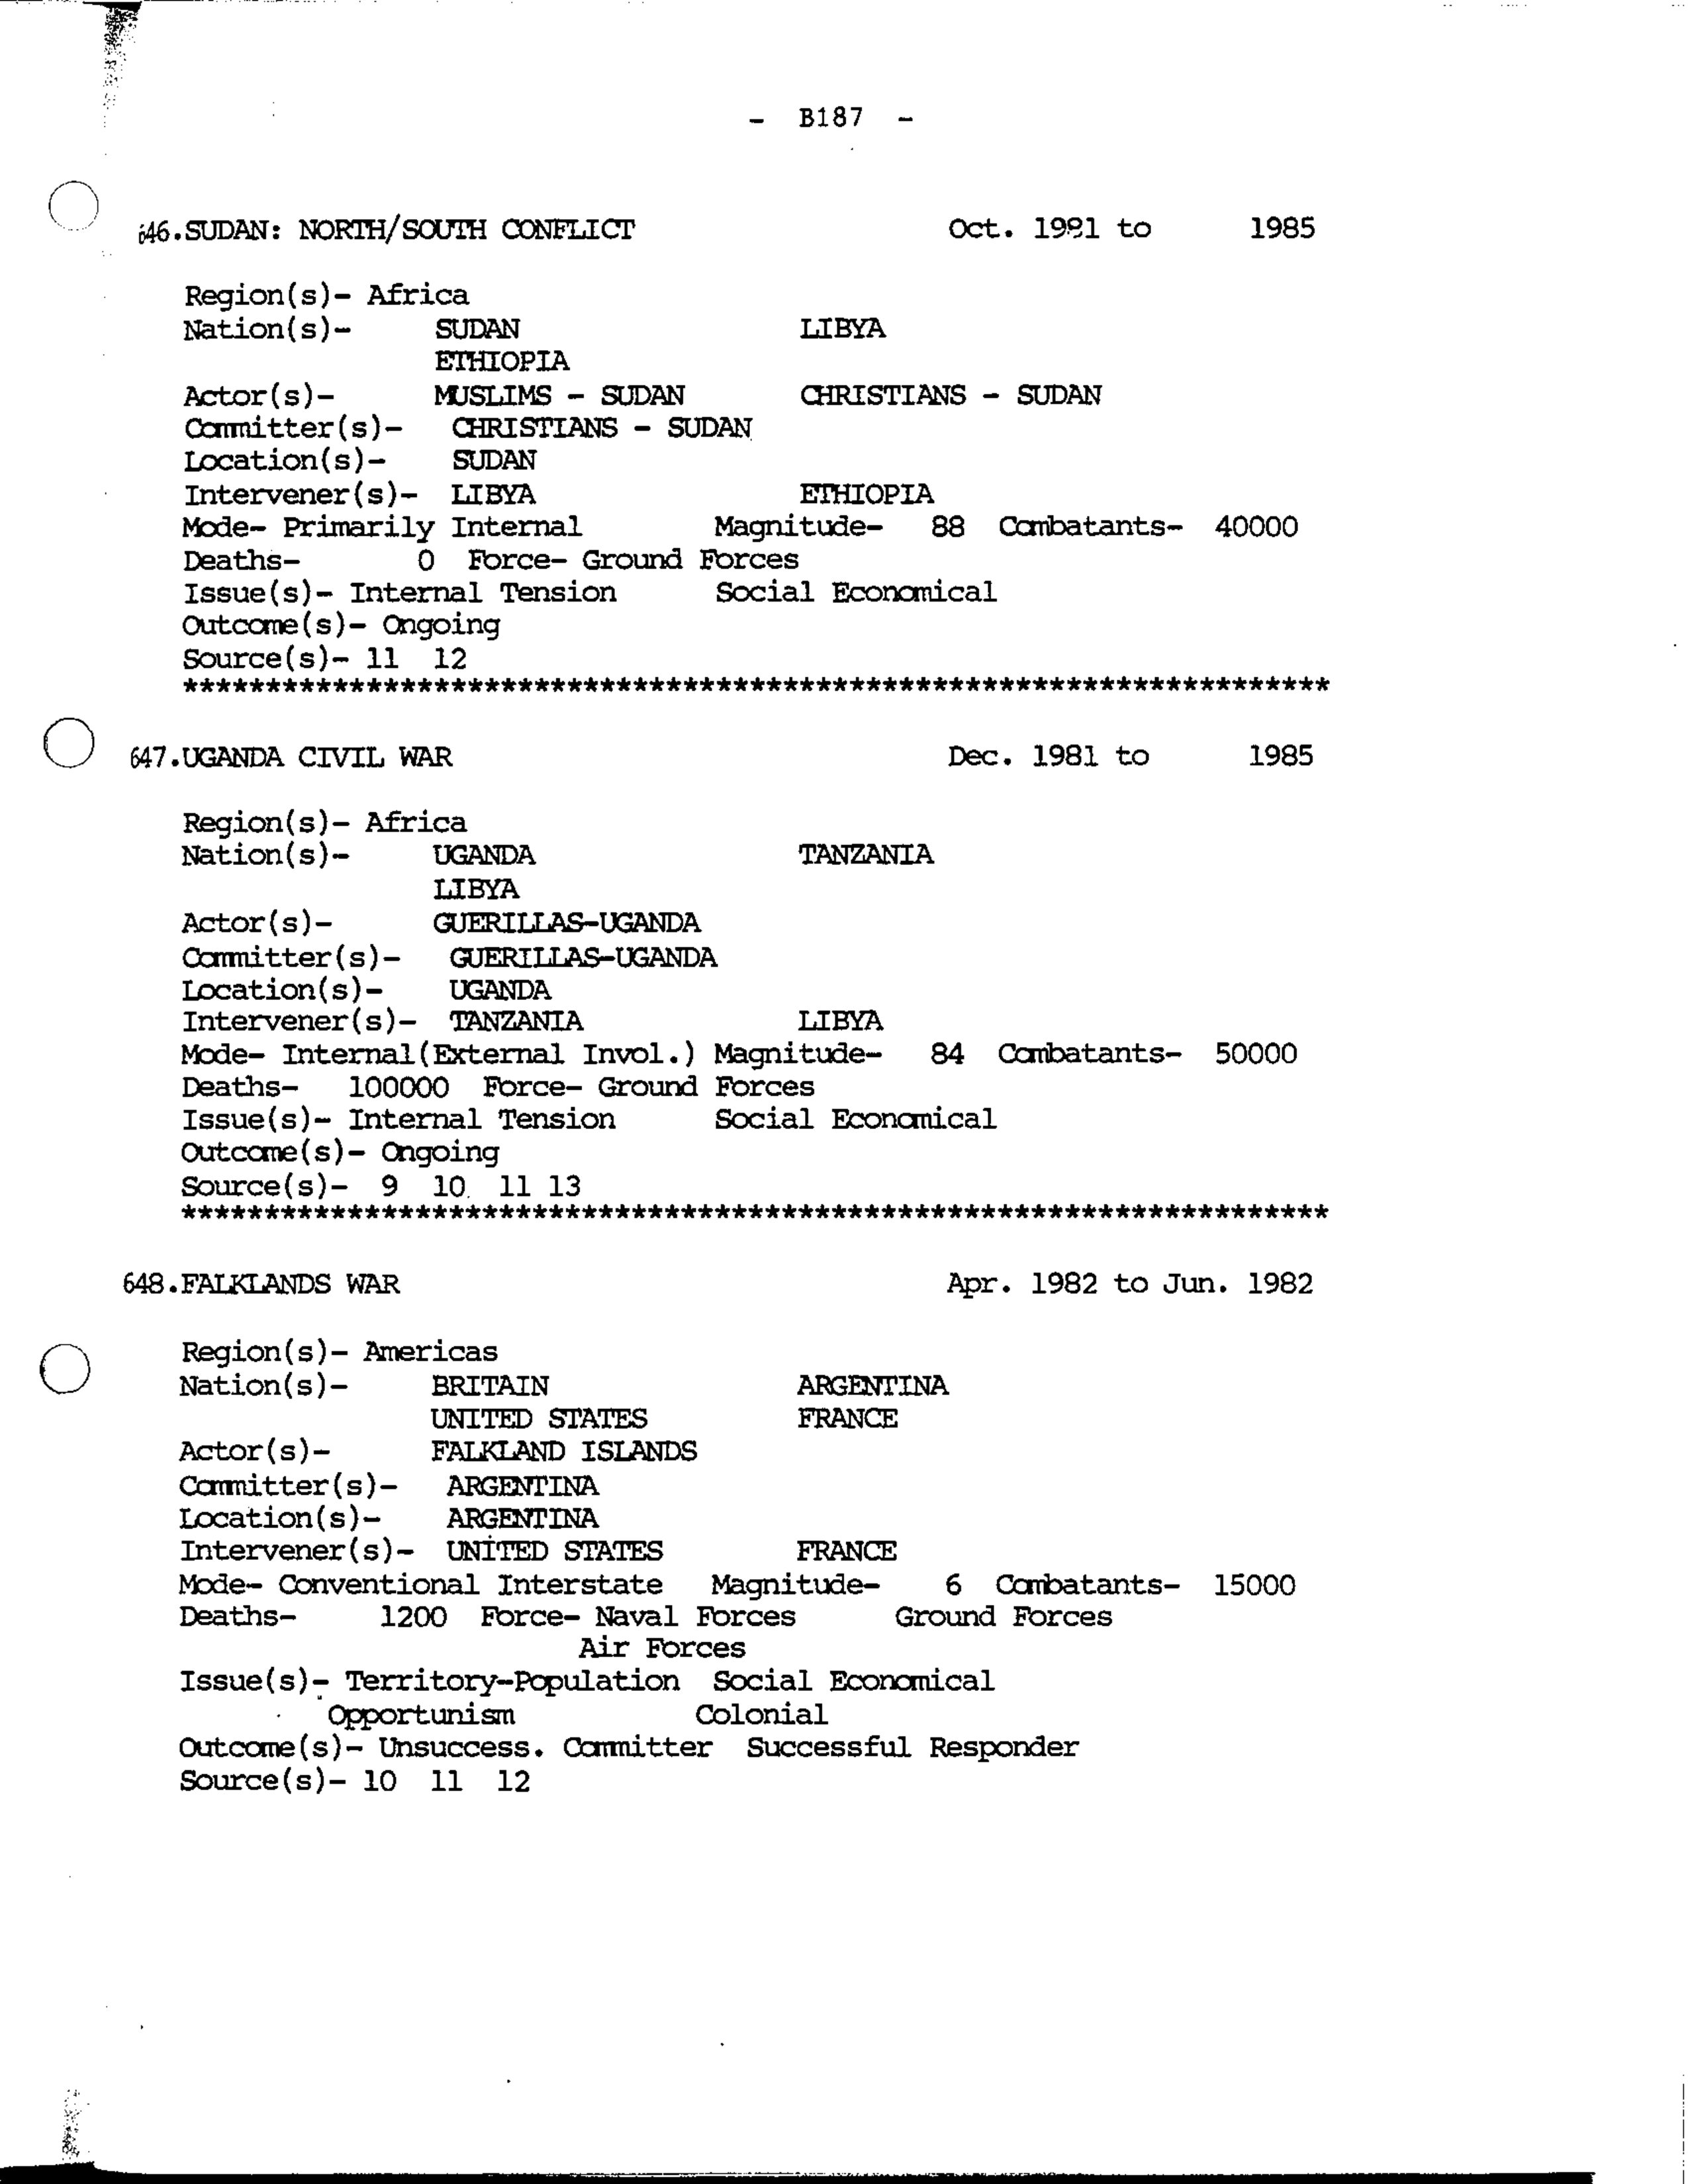 - B187 -
646.SUDAN: NORTH/SOUTH CONFLICT Oct. 1981 to 1985
Region(s)- Africa
Nation(s)- SUDAN LIBYA
ETHIOPIA
Actor(s)- MUSLIMS - SUDAN CHRISTIANS - SUDAN
Committer(s)- CHRISTIANS - SUDAN
Location(s)- SUDAN
Intervener(s)- LIBYA ETHIOPIA
Mode- Primarily Internal Magnitude- 88 Combatants- 40000
Deaths- 0 Force- Ground Forces
Issue(s)- Internal Tension Social Economical
Outcome(s)- Ongoing
Source(s)- 11 12
*********************************************************************
647.UGANDA CIVIL WAR Dec. 1981 to 1985
Region(s)- Africa
Nation(s)- UGANDA TANZANIA
LIBYA
Actor(s)- GUERILLAS-UGANDA
Committer(s)- GUERILLAS-UGANDA
Location(s)- UGANDA
Intervener(s)- TANZANIA LIBYA
Mode- Internal(External Invol.) Magnitude- 84 Combatants- 50000
Deaths- 100000 Force- Ground Forces
Issue(s)- Internal Tension Social Economical
Outcome(s)- Ongoing
Source(s)- 9 10 11 13
*********************************************************************
648.FALKLANDS WAR Apr. 1982 to Jun. 1982
Region(s)- Americas
Nation(s)- BRITAIN ARGENTINA
UNITED STATES FRANCE
Actor(s)- FALKLAND ISLANDS
Committer(s)- ARGENTINA
Location(s)- ARGENTINA
Intervener(s)- UNITED STATES FRANCE
Mode- Conventional Interstate Magnitude- 6 Combatants- 15000
Deaths- 1200 Force- Naval Forces Ground Forces
Air Forces
Issue(s)- Territory-Population Social Economical
Opportunism Colonial
Outcome(s)- Unsuccess. Committer Successful Responder
Source(s)- 10 11 12